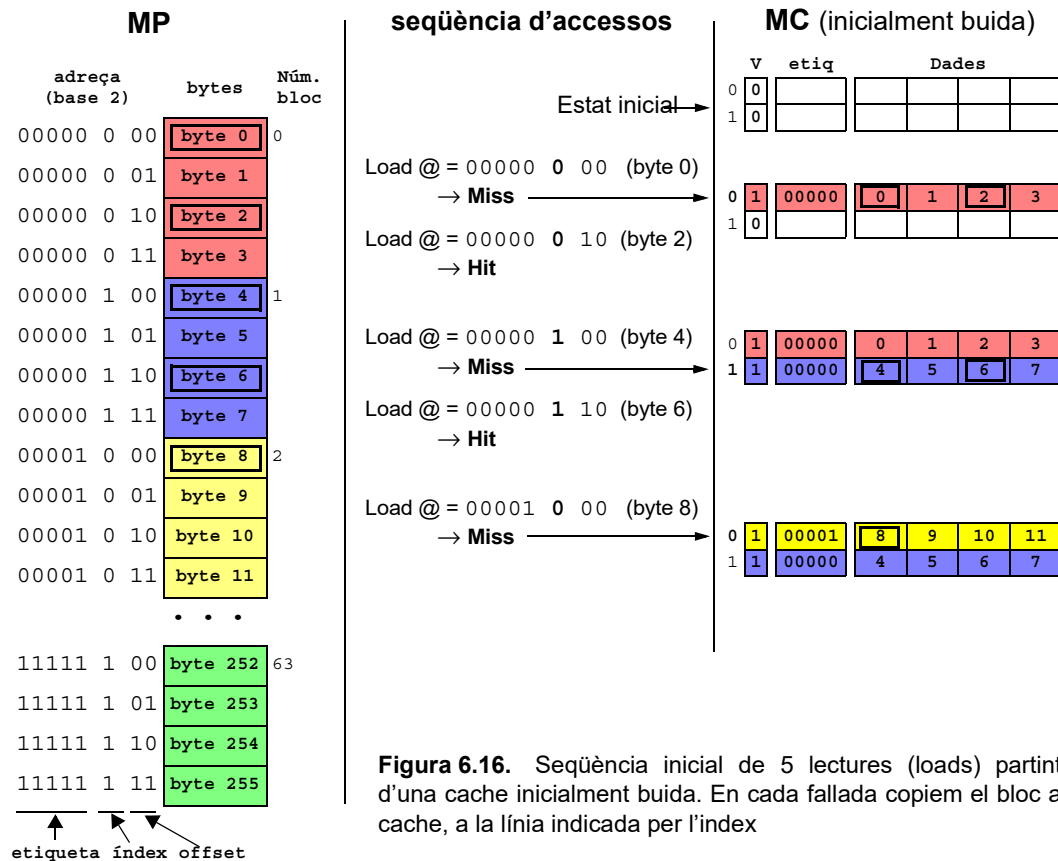 MP
seqüència d’accessos
MC (inicialment buida)
adreça
(base 2)
bytes
Núm.
bloc
00000 0 00 byte 0 0
00000 0 01 byte 1
00000 0 10 byte 2
00000 0 11 byte 3
00000 1 00 byte 4 1
00000 1 01 byte 5
00000 1 10 byte 6
00000 1 11 byte 7
00001 0 00 byte 8 2
00001 0 01 byte 9
00001 0 10 byte 10
00001 0 11 byte 11
• • •
11111 1 00 byte 252 63
11111 1 01 byte 253
11111 1 10 byte 254
11111 1 11 byte 255
etiqueta índex offset
Estat inicial
Load @ = 00000 0 00 (byte 0)
→ Miss
Load @ = 00000 0 10 (byte 2)
→ Hit
Load @ = 00000 1 00 (byte 4)
→ Miss
Load @ = 00000 1 10 (byte 6)
→ Hit
Load @ = 00001 0 00 (byte 8)
→ Miss
V etiq Dades
0 0
1 0
0 1 00000 0 1 2 3
1 0
0 1 00000 0 1 2 3
1 1 00000 4 5 6 7
0 1 00001 8 9 10 11
1 1 00000 4 5 6 7
Figura 6.16. Seqüència inicial de 5 lectures (loads) partint
d’una cache inicialment buida. En cada fallada copiem el bloc a
cache, a la línia indicada per l’index